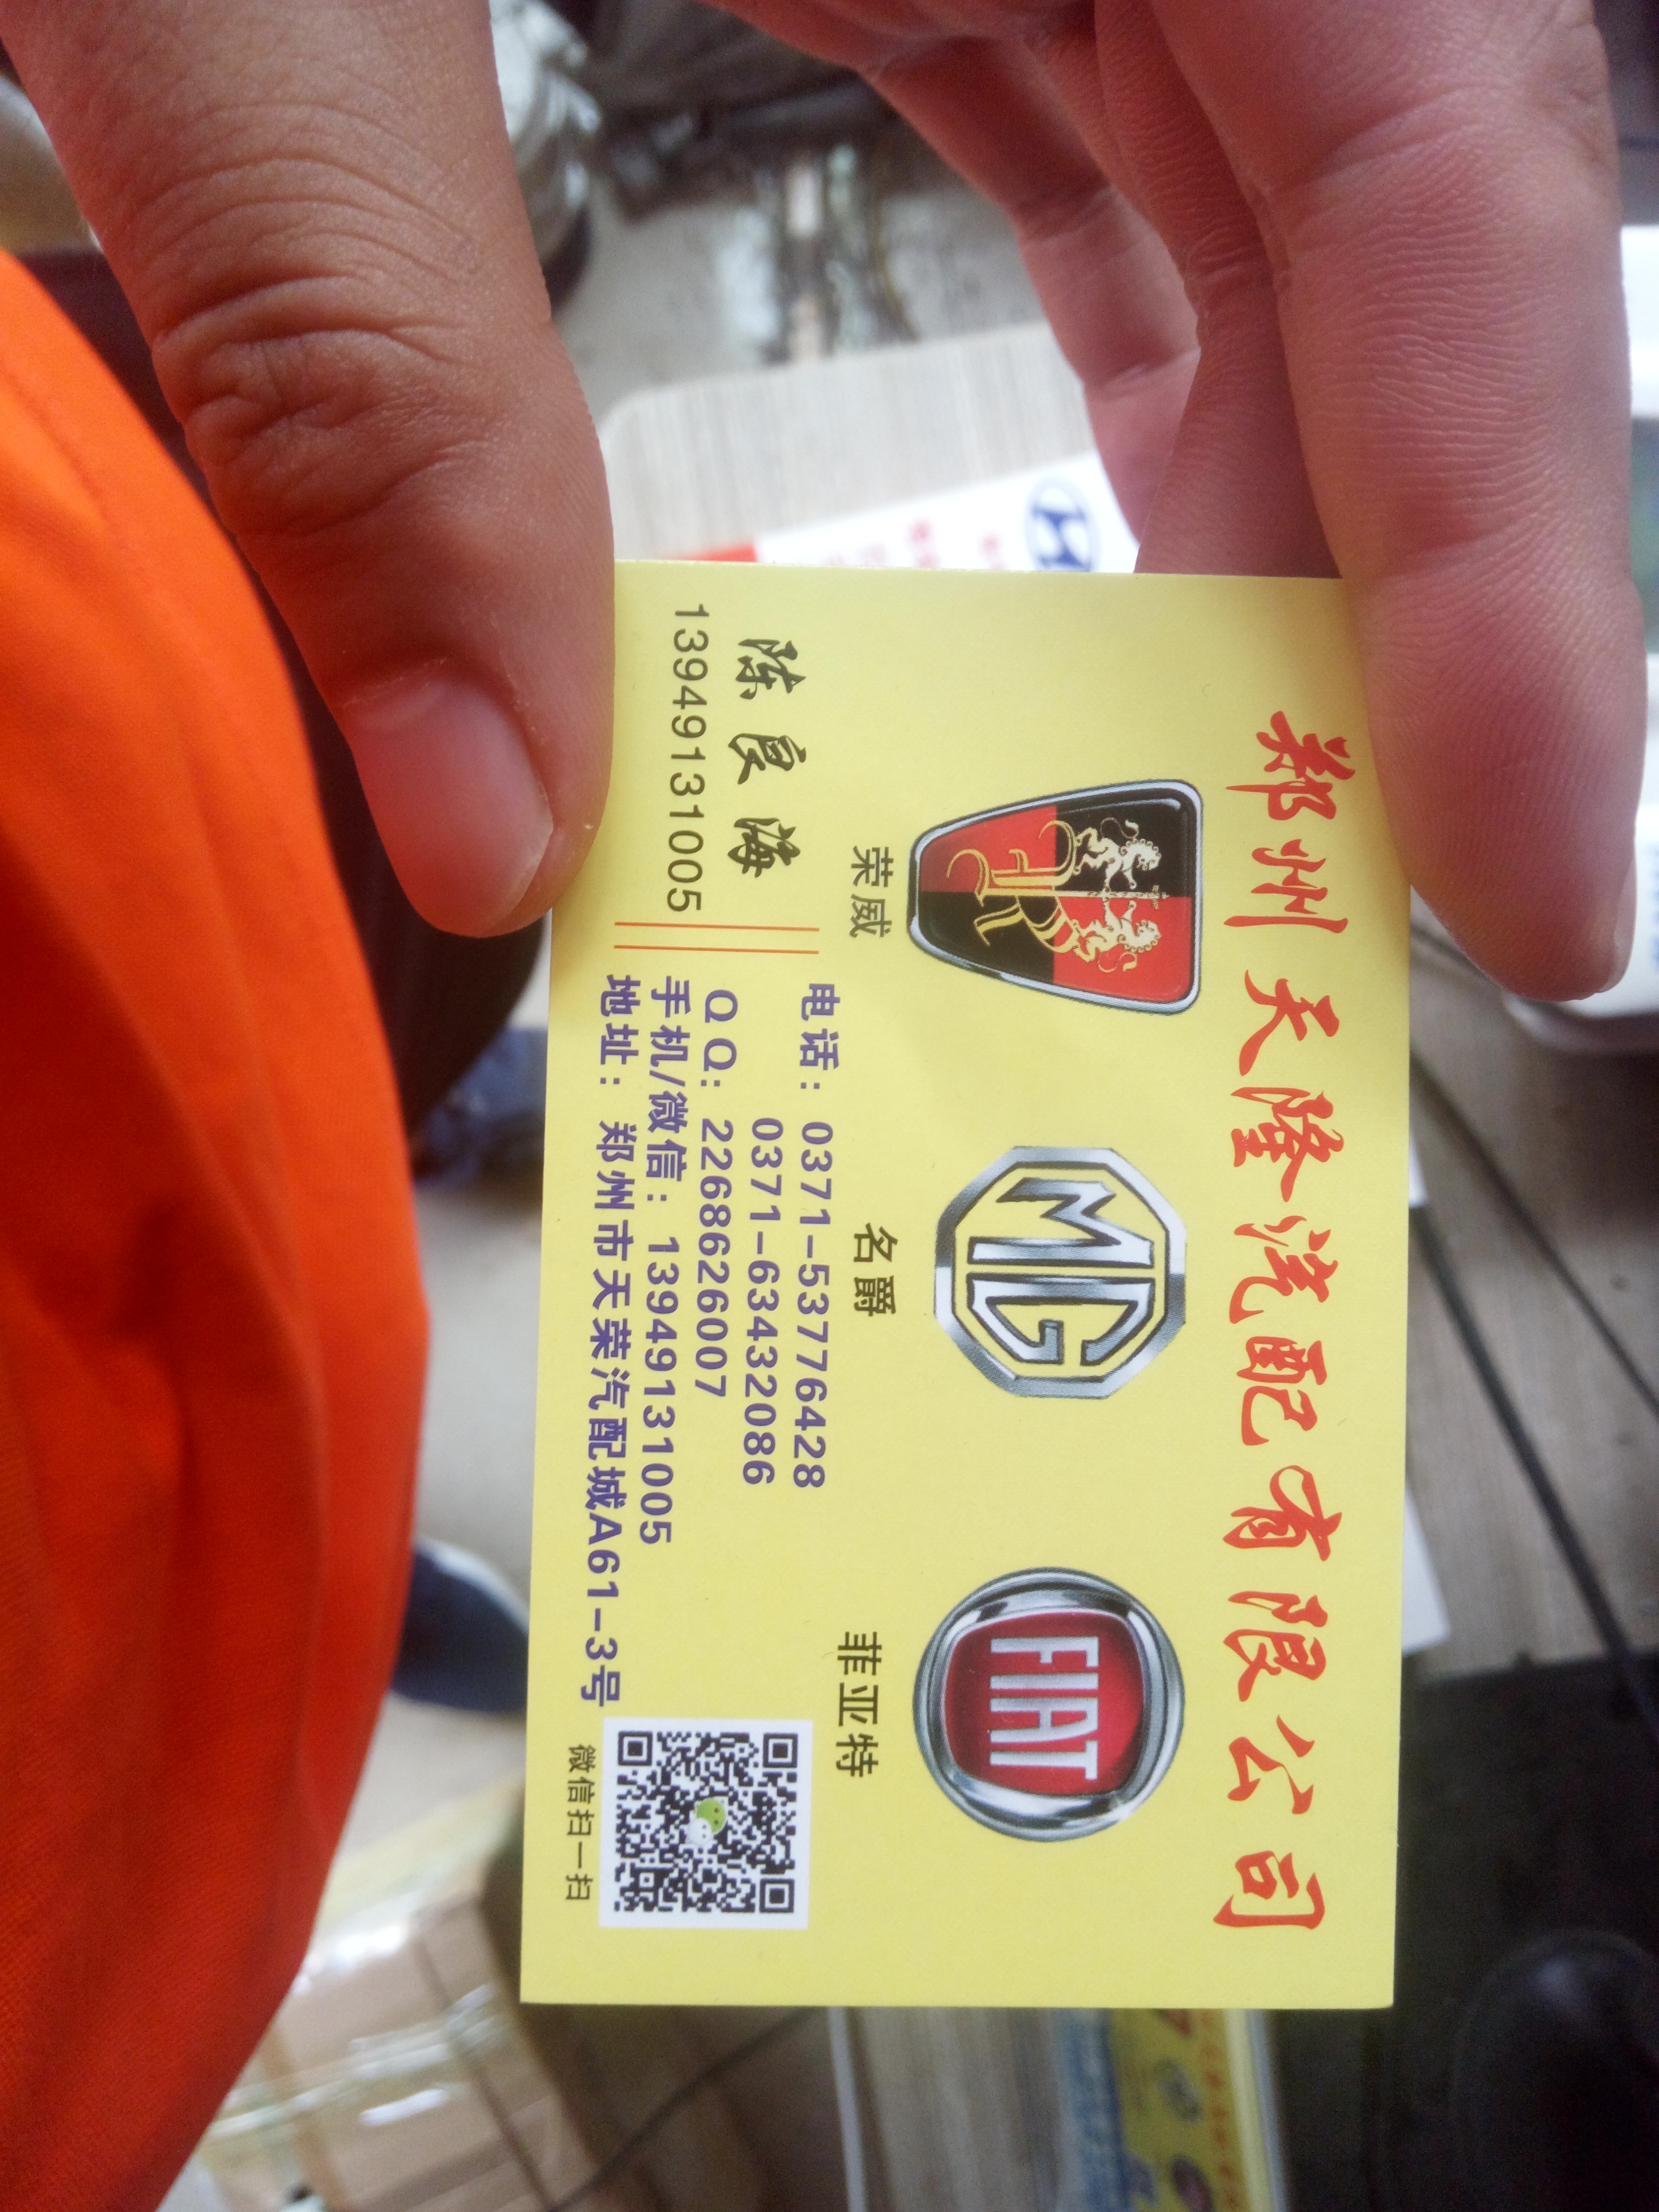 郑州天隆汽配有限公司
MG
FIAT
荣威
名爵
菲亚特
陈良海
13949131005
电话：0371-53776428
0371-63432086
QQ：2268626007
手机/微信：13949131005
地址：郑州市天荣汽配城A61-3号
微信扫一扫